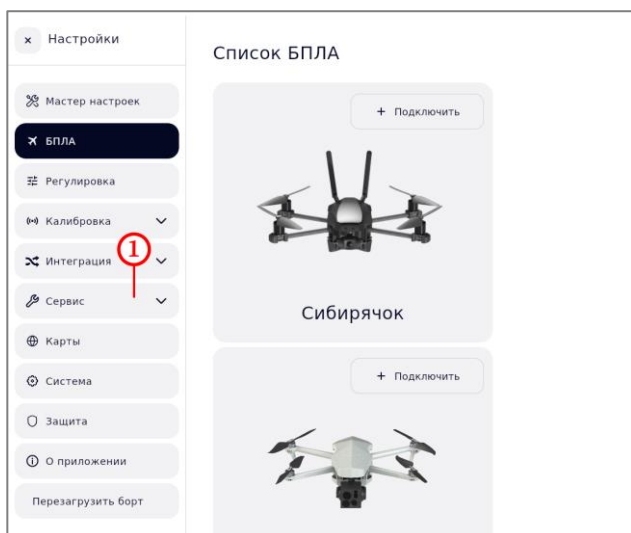 × Настройки
Список БПЛА
Мастер настроек
БПЛА
Регулировка
Калибровка
Интеграция
1
Сервис
Карты
Система
Защита
О приложении
Перезагрузить борт
+ Подключить
Сибирячок
+ Подключить